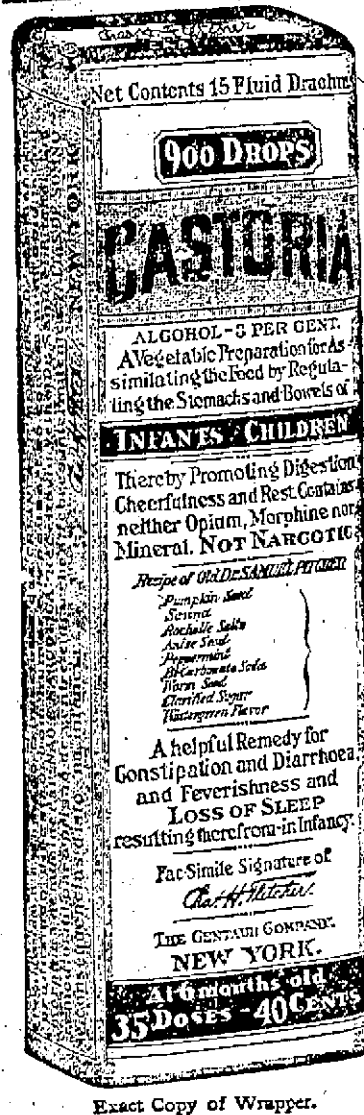 Chas. H. Fletcher
Net Contents 15 Fluid Drachms
900 DROPS
CASTORIA
ALCOHOL-3 PER CENT.
A Vegetable Preparation for As-
similating the Food by Regula-
ting the Stomachs and Bowels of
INFANTS CHILDREN
Thereby Promoting Digestion
Cheerfulness and Rest Contains
neither Opium, Morphine nor
Mineral. NOT NARCOTIC
Recipe of Old Dr. SAMUEL PITCHER
Pumpkin Seed
Senna
Rochelle Salts
Anise Seed
Peppermint
Bi-Carbonate Soda
Worm Seed
Clarified Sugar
Wintergreen Flavor
A helpful Remedy for
Constipation and Diarrhoea
and Feverishness and
LOSS OF SLEEP
resulting therefrom-in Infancy.
Fac-Simile Signature of
Chas. H. Fletcher.
THE CENTAUR COMPANY.
NEW YORK.
At 6 months old
35 DOSES - 40 CENTS
NEW YORK
Exact Copy of Wrapper.